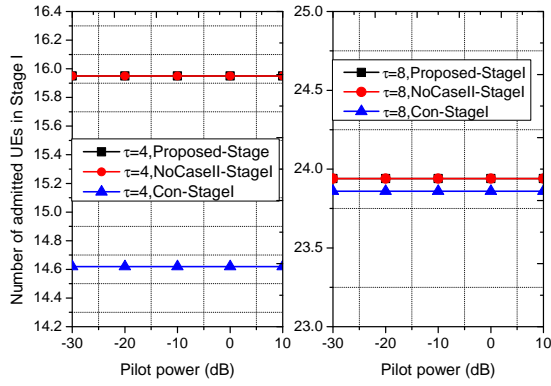 Number of admitted UEs in Stage I
16.4
16.2
16.0
15.8
15.6
15.4
15.2
15.0
14.8
14.6
14.4
14.2
τ=4,Proposed-Stage
τ=4,NoCaseII-StageI
τ=4,Con-StageI
-30 -20 -10 0 10
Pilot power (dB)
25.0
24.5
24.0
23.5
23.0
τ=8,Proposed-StageI
τ=8,NoCaseII-StageI
τ=8,Con-StageI
-30 -20 -10 0 10
Pilot power (dB)